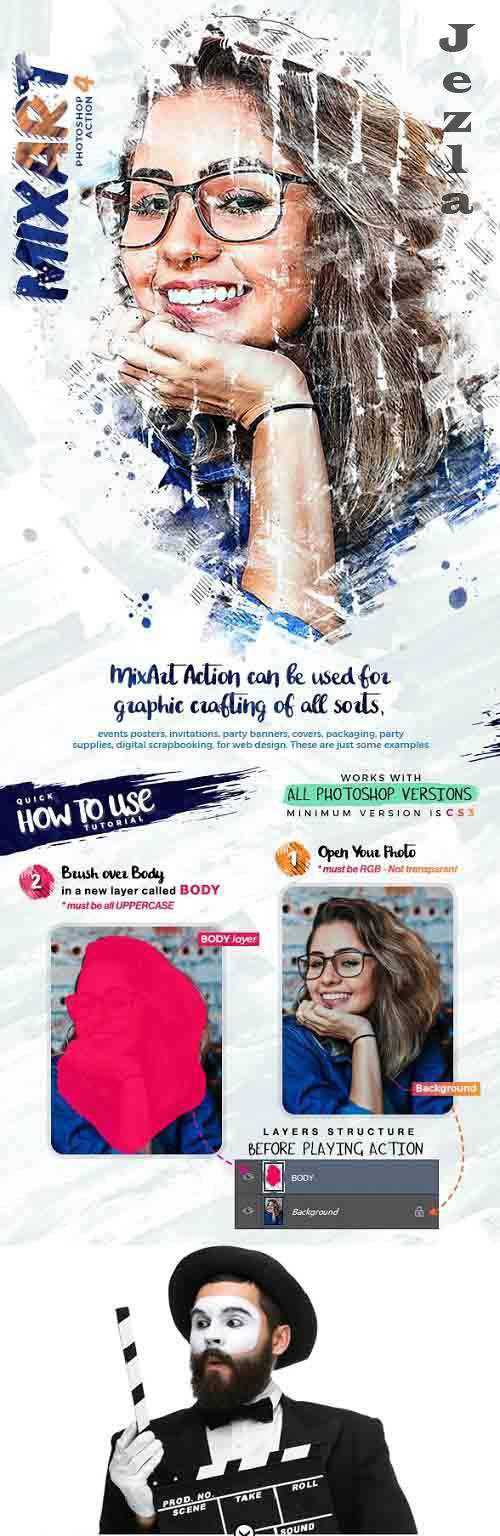 Jezla
MIXART
PHOTOSHOP
ACTION 4
MixArt Action can be used for
graphic crafting of all sorts,
events posters, invitations, party banners, covers, packaging, party
supplies, digital scrapbooking, for web design. These are just some examples
QUICK
HOW TO USE
TUTORIAL
WORKS WITH
ALL PHOTOSHOP VERSIONS
MINIMUM VERSION IS CS3
1
Open Your Photo
* must be RGB - Not transparent
2
Brush over Body
in a new layer called BODY
* must be all UPPERCASE
BODY layer
Background
LAYERS STRUCTURE
BEFORE PLAYING ACTION
BODY
Background
PROD. NO.
SCENE
TAKE
ROLL
SOUND